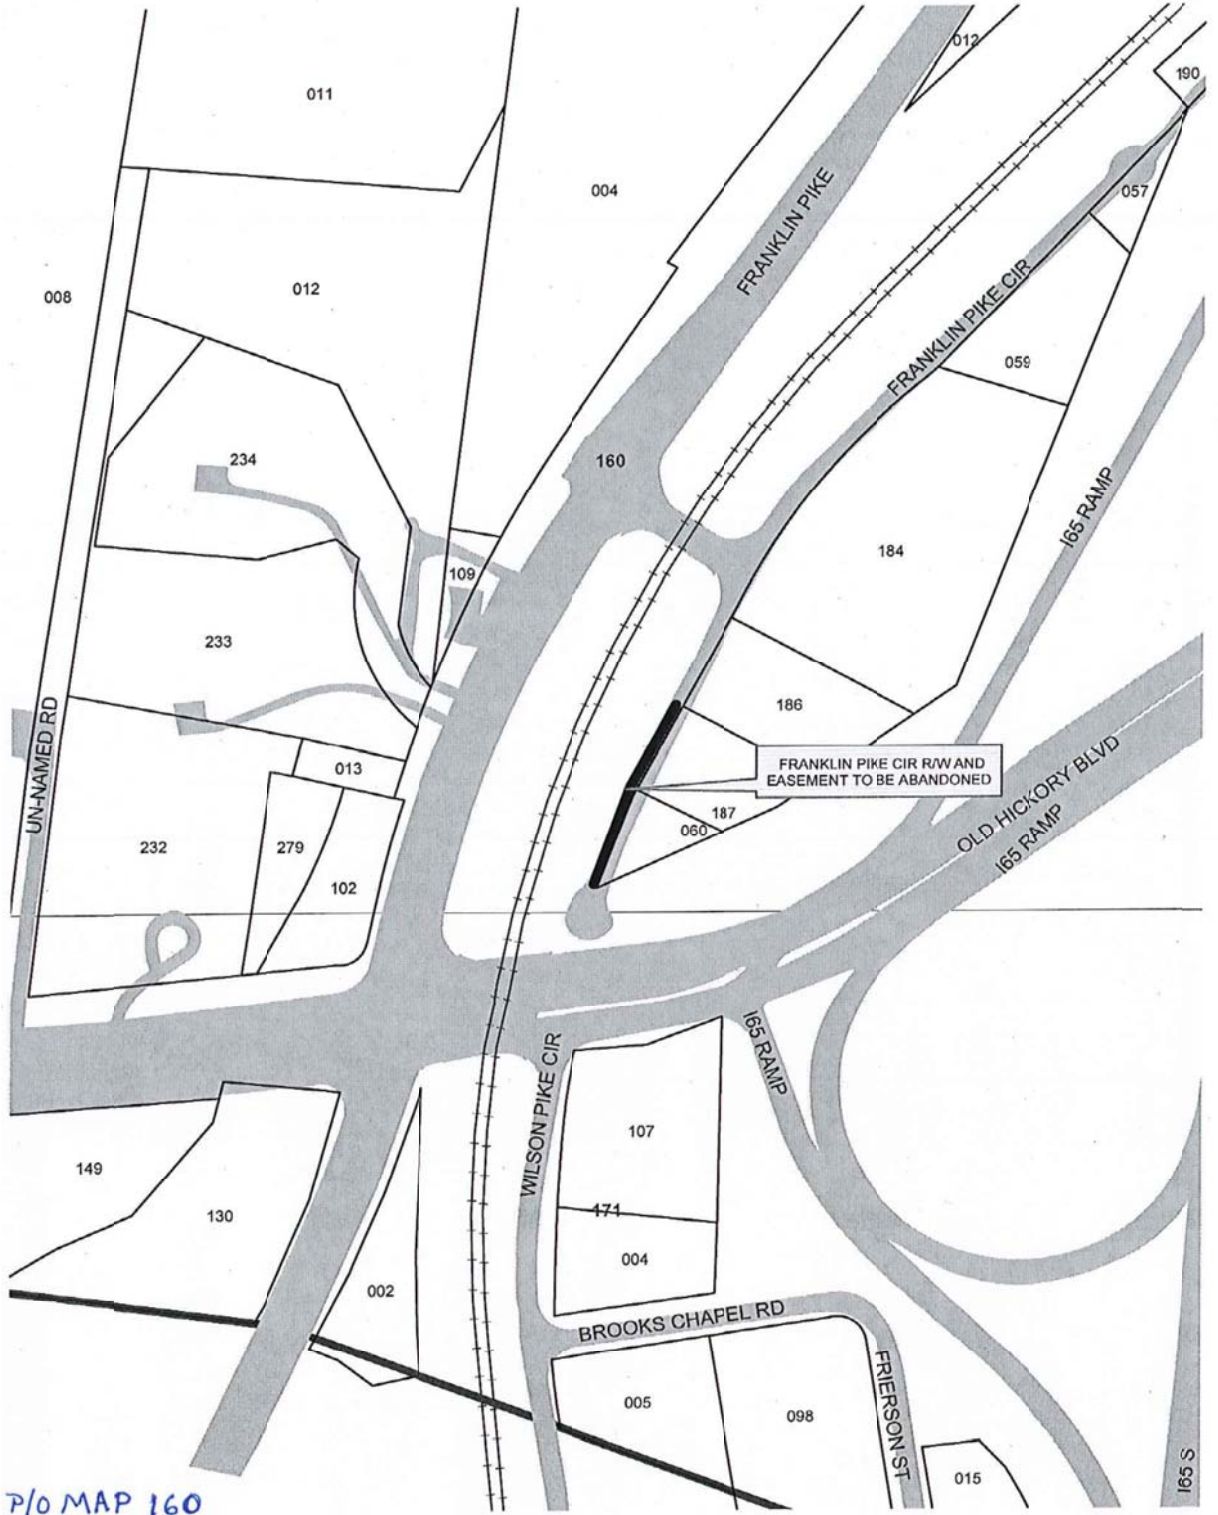 012
190
011
057
004
FRANKLIN PIKE
008
012
FRANKLIN PIKE CIR
059
234
160
I65 RAMP
184
109
233
UN-NAMED RD
186
013
FRANKLIN PIKE CIR R/W AND
EASEMENT TO BE ABANDONED
OLD HICKORY BLVD
187
060
I65 RAMP
232
279
102
I65 RAMP
WILSON PIKE CIR
107
149
130
171
004
002
BROOKS CHAPEL RD
005
098
FRIERSON ST
015
I65 S
P/O MAP 160